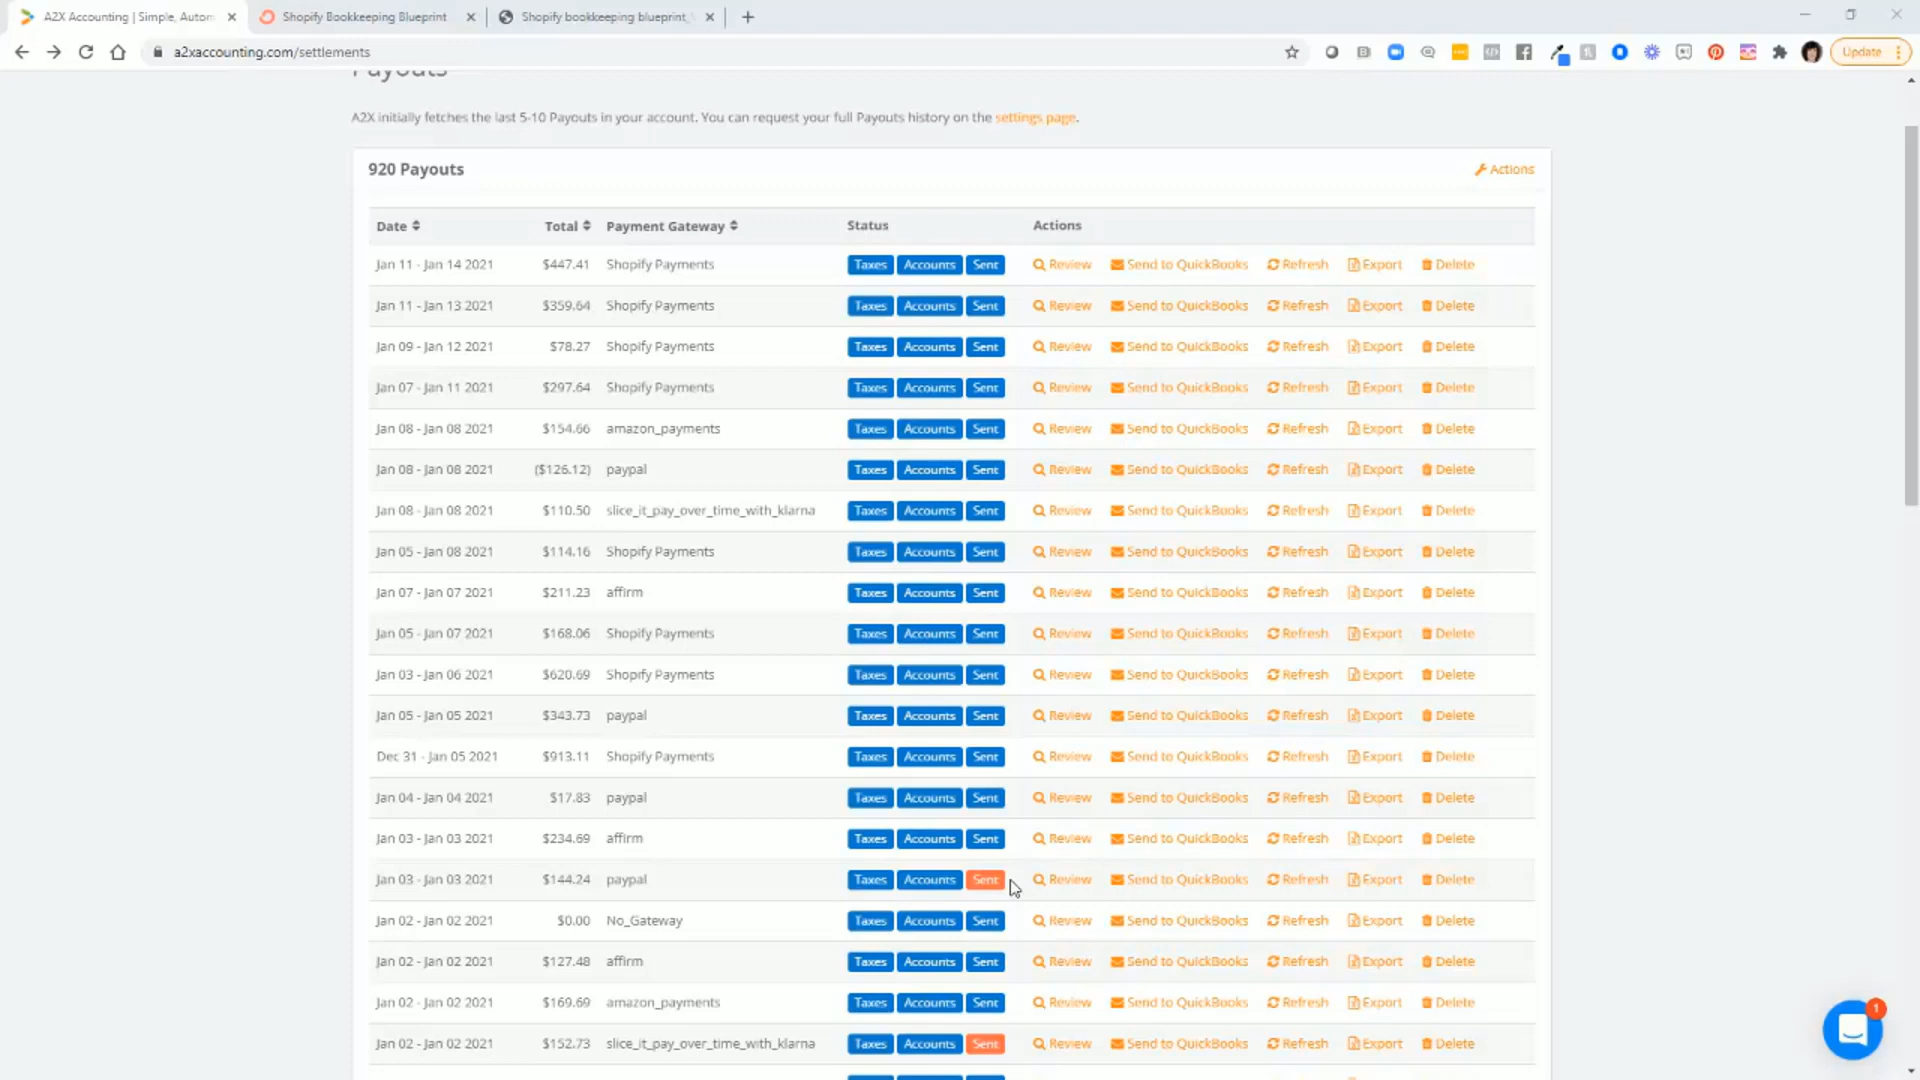 A2X Accounting | Simple, Autom
Shopify Bookkeeping Blueprint
Shopify bookkeeping blueprint_
a2xaccounting.com/settlements
Update
Payouts
A2X initially fetches the last 5-10 Payouts in your account. You can request your full Payouts history on the settings page.
920 Payouts
Actions
Date Total Payment Gateway Status Actions
Jan 11 - Jan 14 2021 $447.41 Shopify Payments Taxes Accounts Sent Review Send to QuickBooks Refresh Export Delete
Jan 11 - Jan 13 2021 $359.64 Shopify Payments Taxes Accounts Sent Review Send to QuickBooks Refresh Export Delete
Jan 09 - Jan 12 2021 $78.27 Shopify Payments Taxes Accounts Sent Review Send to QuickBooks Refresh Export Delete
Jan 07 - Jan 11 2021 $297.64 Shopify Payments Taxes Accounts Sent Review Send to QuickBooks Refresh Export Delete
Jan 08 - Jan 08 2021 $154.66 amazon_payments Taxes Accounts Sent Review Send to QuickBooks Refresh Export Delete
Jan 08 - Jan 08 2021 ($126.12) paypal Taxes Accounts Sent Review Send to QuickBooks Refresh Export Delete
Jan 08 - Jan 08 2021 $110.50 slice_it_pay_over_time_with_klarna Taxes Accounts Sent Review Send to QuickBooks Refresh Export Delete
Jan 05 - Jan 08 2021 $114.16 Shopify Payments Taxes Accounts Sent Review Send to QuickBooks Refresh Export Delete
Jan 07 - Jan 07 2021 $211.23 affirm Taxes Accounts Sent Review Send to QuickBooks Refresh Export Delete
Jan 05 - Jan 07 2021 $168.06 Shopify Payments Taxes Accounts Sent Review Send to QuickBooks Refresh Export Delete
Jan 03 - Jan 06 2021 $620.69 Shopify Payments Taxes Accounts Sent Review Send to QuickBooks Refresh Export Delete
Jan 05 - Jan 05 2021 $343.73 paypal Taxes Accounts Sent Review Send to QuickBooks Refresh Export Delete
Dec 31 - Jan 05 2021 $913.11 Shopify Payments Taxes Accounts Sent Review Send to QuickBooks Refresh Export Delete
Jan 04 - Jan 04 2021 $17.83 paypal Taxes Accounts Sent Review Send to QuickBooks Refresh Export Delete
Jan 03 - Jan 03 2021 $234.69 affirm Taxes Accounts Sent Review Send to QuickBooks Refresh Export Delete
Jan 03 - Jan 03 2021 $144.24 paypal Taxes Accounts Sent Review Send to QuickBooks Refresh Export Delete
Jan 02 - Jan 02 2021 $0.00 No_Gateway Taxes Accounts Sent Review Send to QuickBooks Refresh Export Delete
Jan 02 - Jan 02 2021 $127.48 affirm Taxes Accounts Sent Review Send to QuickBooks Refresh Export Delete
Jan 02 - Jan 02 2021 $169.69 amazon_payments Taxes Accounts Sent Review Send to QuickBooks Refresh Export Delete
Jan 02 - Jan 02 2021 $152.73 slice_it_pay_over_time_with_klarna Taxes Accounts Sent Review Send to QuickBooks Refresh Export Delete
1